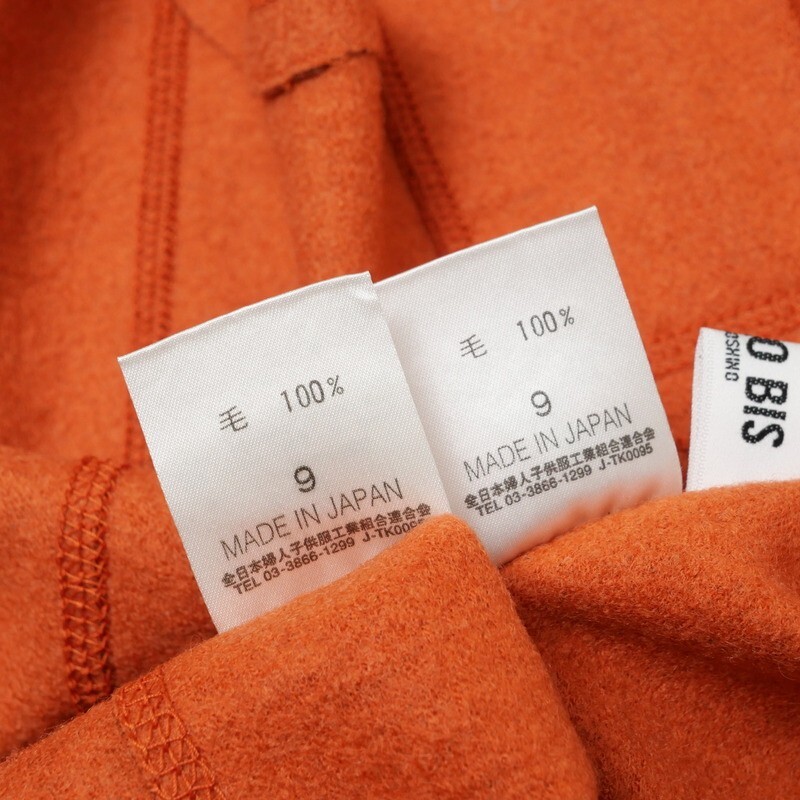 毛 100%
9
MADE IN JAPAN
全日本婦人子供服工業組合連合会
TEL 03-3866-1299 J-TK0095
毛 100%
9
MADE IN JAPAN
全日本婦人子供服工業組合連合会
TEL 03-3866-1299 J-TK0095
O BIS